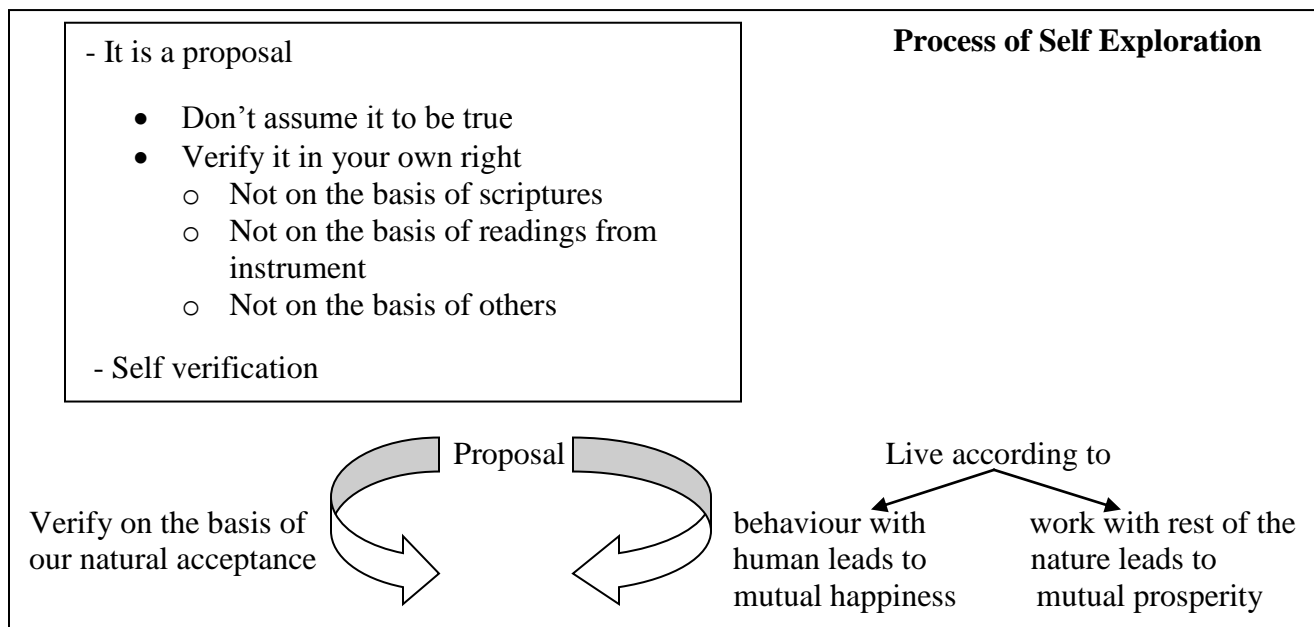 Process of Self Exploration
- It is a proposal
• Don’t assume it to be true
• Verify it in your own right
o Not on the basis of scriptures
o Not on the basis of readings from
instrument
o Not on the basis of others
- Self verification
Proposal
Verify on the basis of
our natural acceptance
Live according to
behaviour with
human leads to
mutual happiness
work with rest of the
nature leads to
mutual prosperity